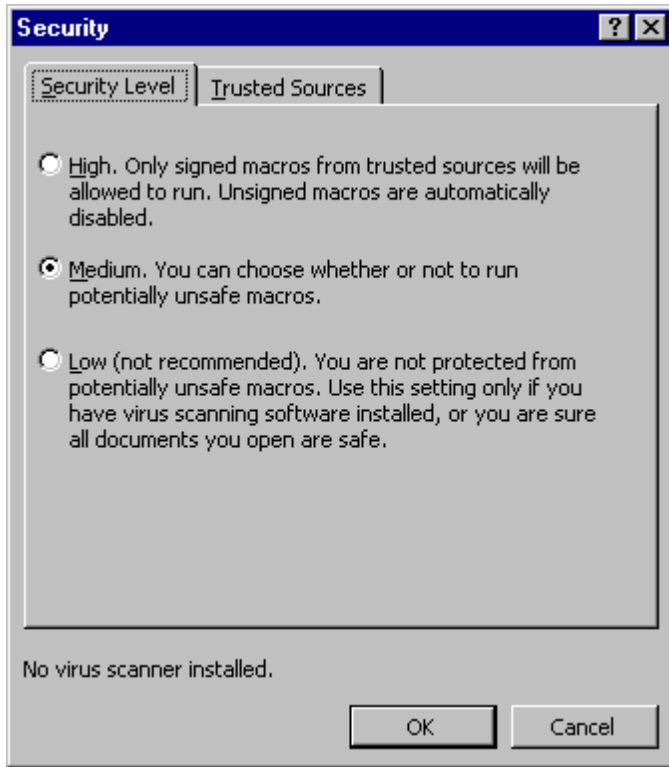 Security
Security Level
Trusted Sources
High. Only signed macros from trusted sources will be
allowed to run. Unsigned macros are automatically
disabled.
Medium. You can choose whether or not to run
potentially unsafe macros.
Low (not recommended). You are not protected from
potentially unsafe macros. Use this setting only if you
have virus scanning software installed, or you are sure
all documents you open are safe.
No virus scanner installed.
OK
Cancel